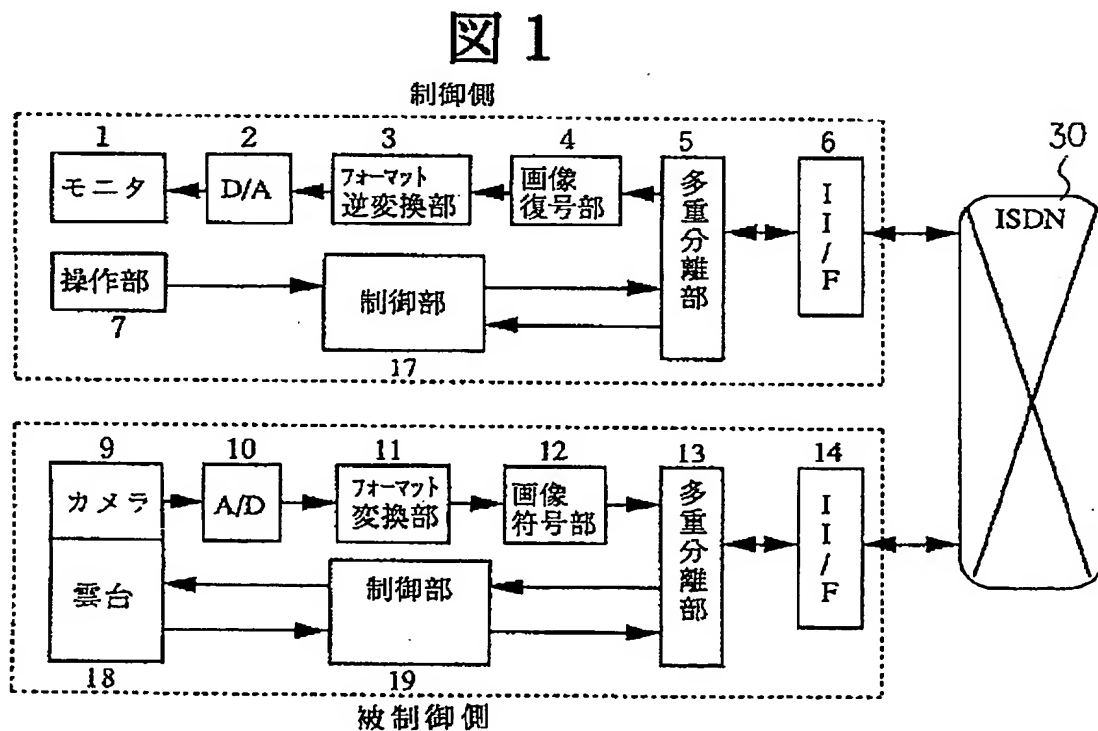 図1
制御側
1
2
3
4
5
6
30
モニタ
D/A
フォーマット
逆変換部
画像
復号部
多重分離部
II/F
ISDN
操作部
7
制御部
17
9
10
11
12
13
14
カメラ
A/D
フォーマット
変換部
画像
符号部
多重分離部
II/F
雲台
制御部
18
19
被制御側